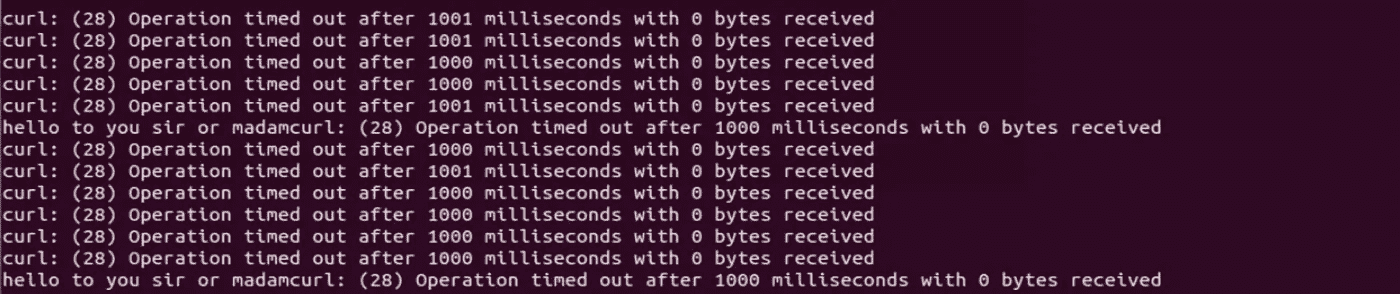 curl: (28) Operation timed out after 1001 milliseconds with 0 bytes received
curl: (28) Operation timed out after 1001 milliseconds with 0 bytes received
curl: (28) Operation timed out after 1000 milliseconds with 0 bytes received
curl: (28) Operation timed out after 1000 milliseconds with 0 bytes received
curl: (28) Operation timed out after 1001 milliseconds with 0 bytes received
hello to you sir or madamcurl: (28) Operation timed out after 1000 milliseconds with 0 bytes received
curl: (28) Operation timed out after 1000 milliseconds with 0 bytes received
curl: (28) Operation timed out after 1001 milliseconds with 0 bytes received
curl: (28) Operation timed out after 1000 milliseconds with 0 bytes received
curl: (28) Operation timed out after 1000 milliseconds with 0 bytes received
curl: (28) Operation timed out after 1000 milliseconds with 0 bytes received
curl: (28) Operation timed out after 1000 milliseconds with 0 bytes received
hello to you sir or madamcurl: (28) Operation timed out after 1000 milliseconds with 0 bytes received